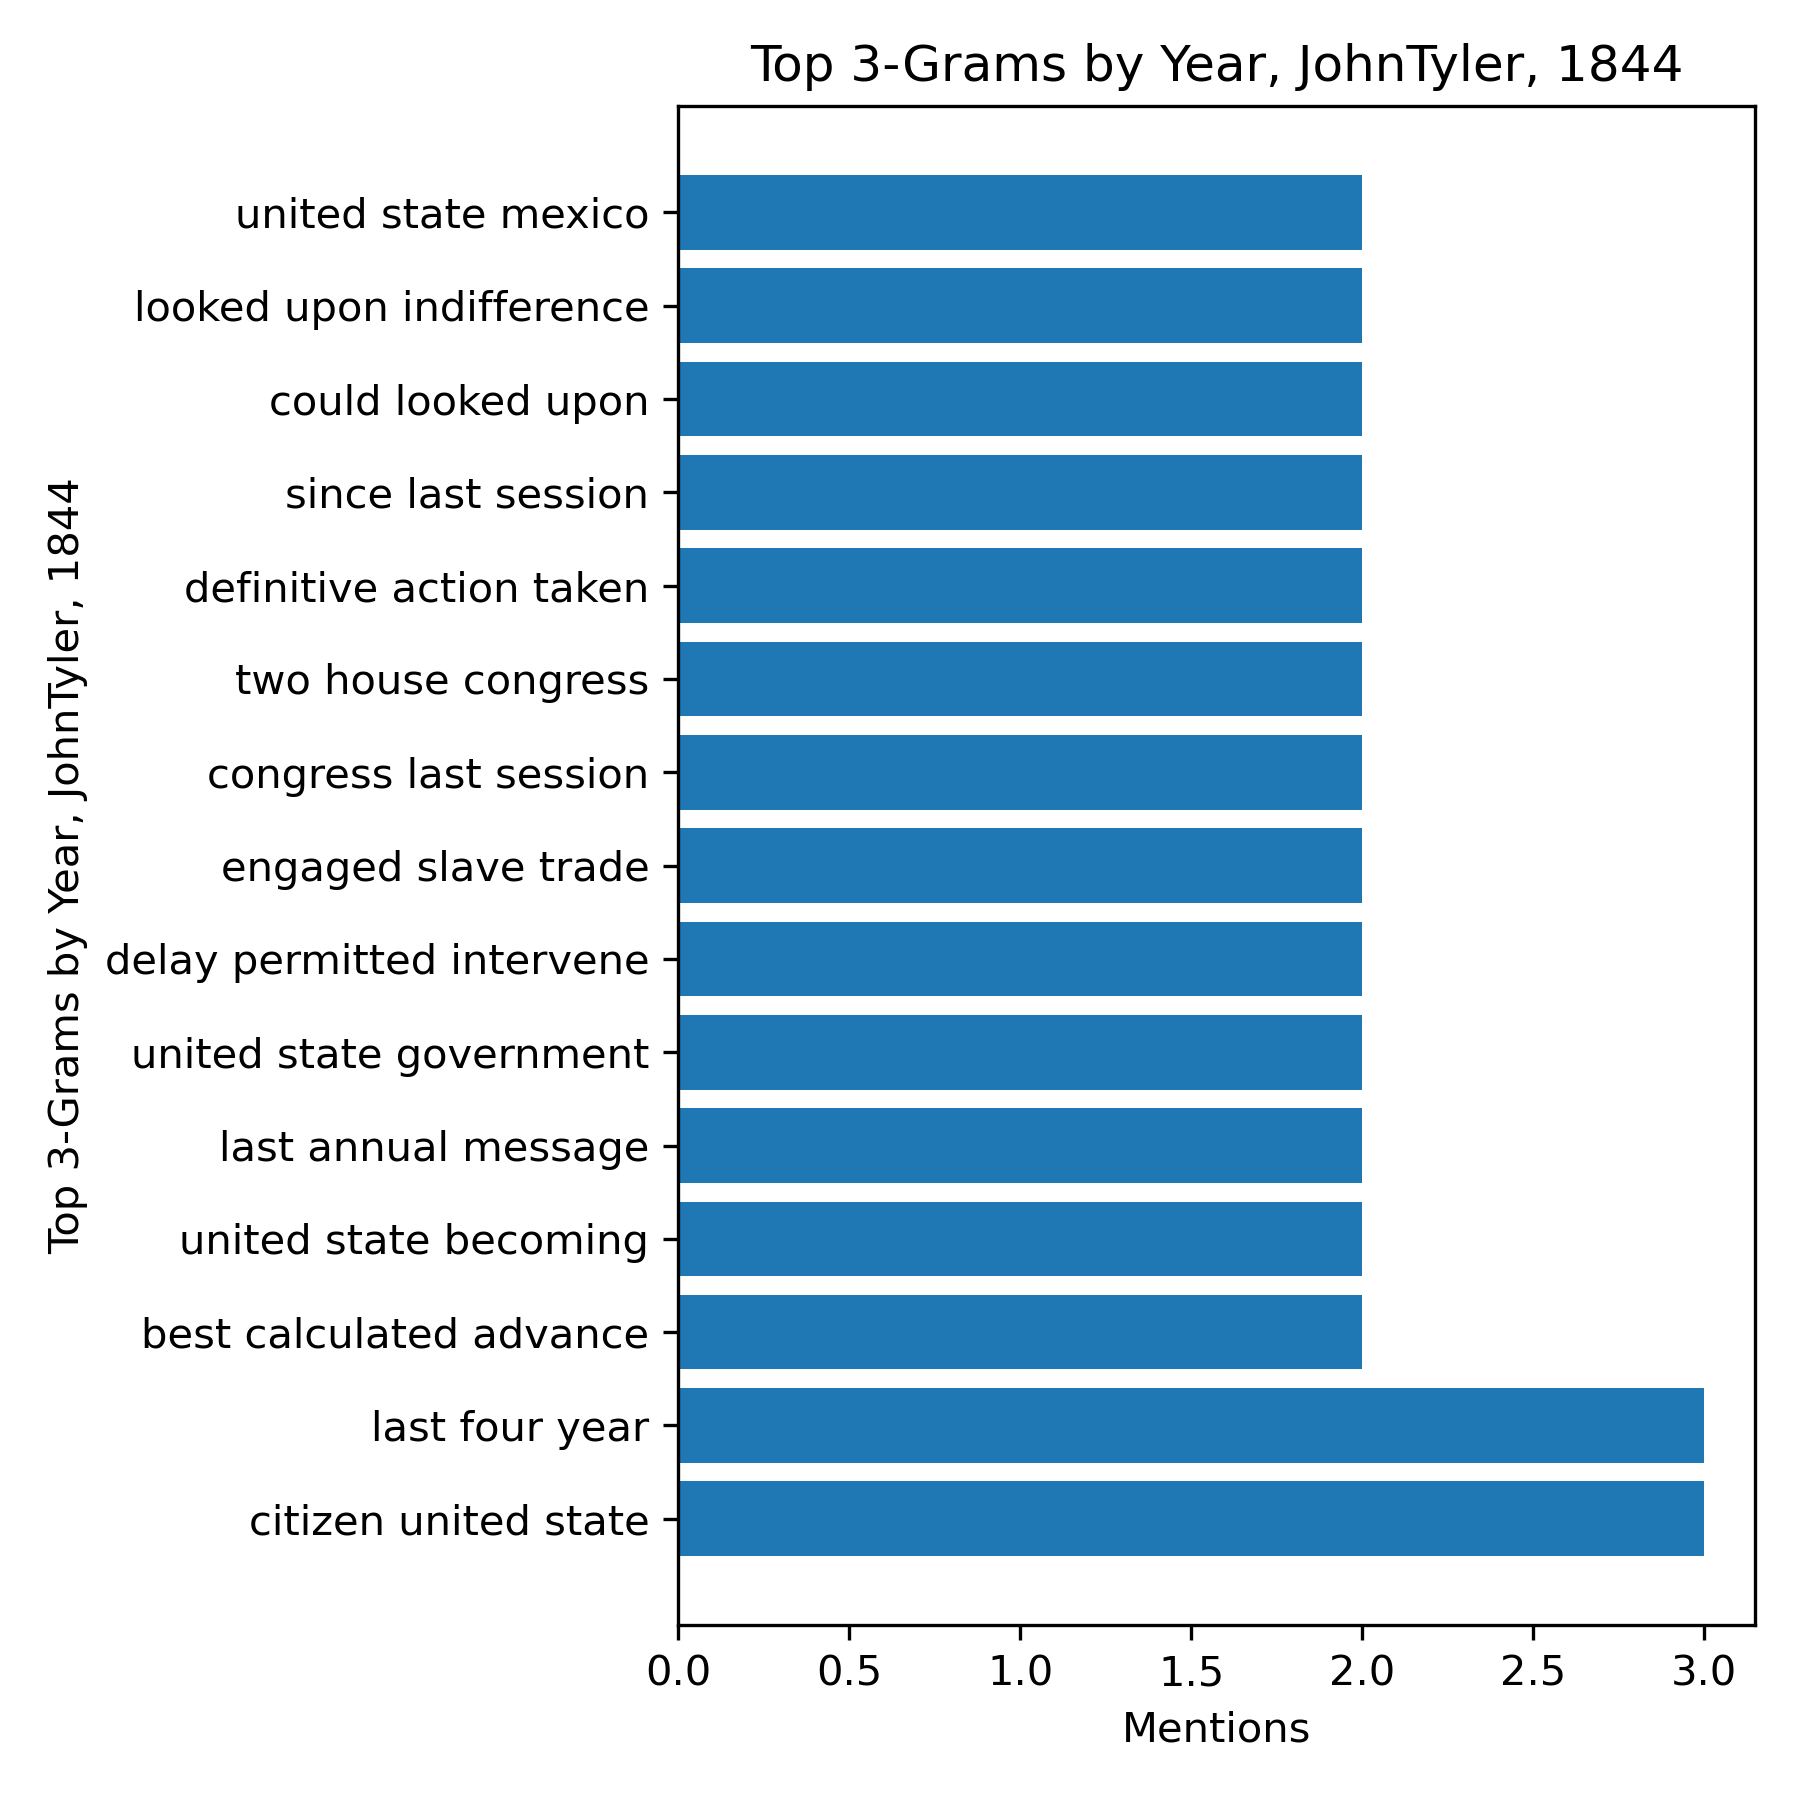 Top 3-Grams by Year, JohnTyler, 1844
Top 3-Grams by Year, JohnTyler, 1844
united state mexico
looked upon indifference
could looked upon
since last session
definitive action taken
two house congress
congress last session
engaged slave trade
delay permitted intervene
united state government
last annual message
united state becoming
best calculated advance
last four year
citizen united state
0.0 0.5 1.0 1.5 2.0 2.5 3.0
Mentions